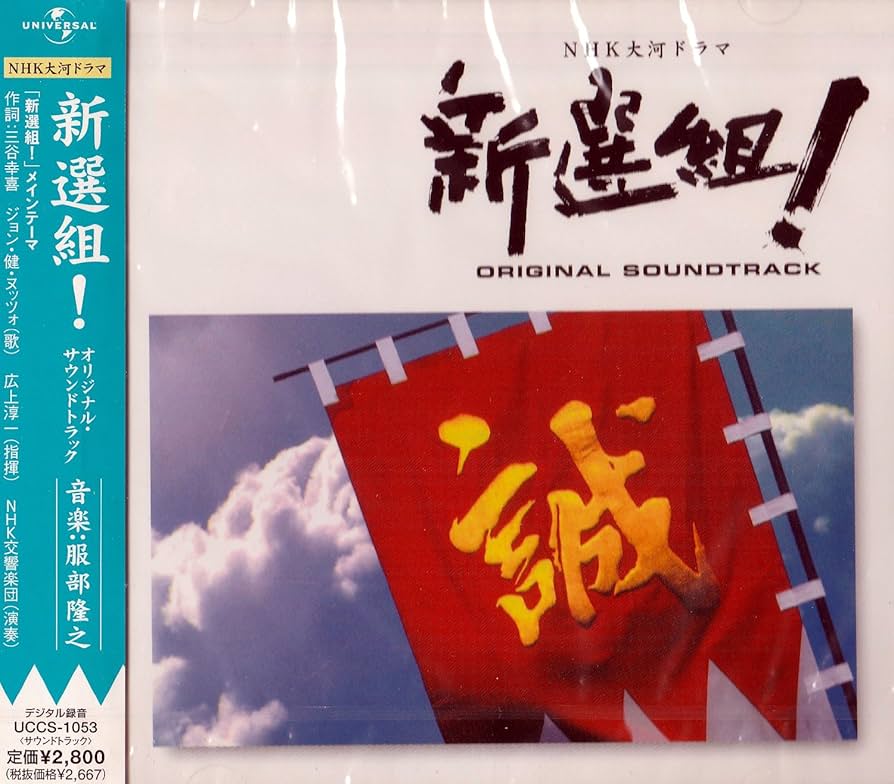 UNIVERSAL
NHK大河ドラマ
新選組!
オリジナル・
サウンドトラック
音楽:服部隆之
「新選組!」メインテーマ
作詞:三谷幸喜 ジョン・健・ヌッツォ(歌) 広上淳一(指揮) NHK交響楽団(演奏)
デジタル録音
UCCS-1053
〈サウンドトラック〉
定価¥2,800
(税抜価格¥2,667)
NHK大河ドラマ
新選組!
ORIGINAL SOUNDTRACK
誠